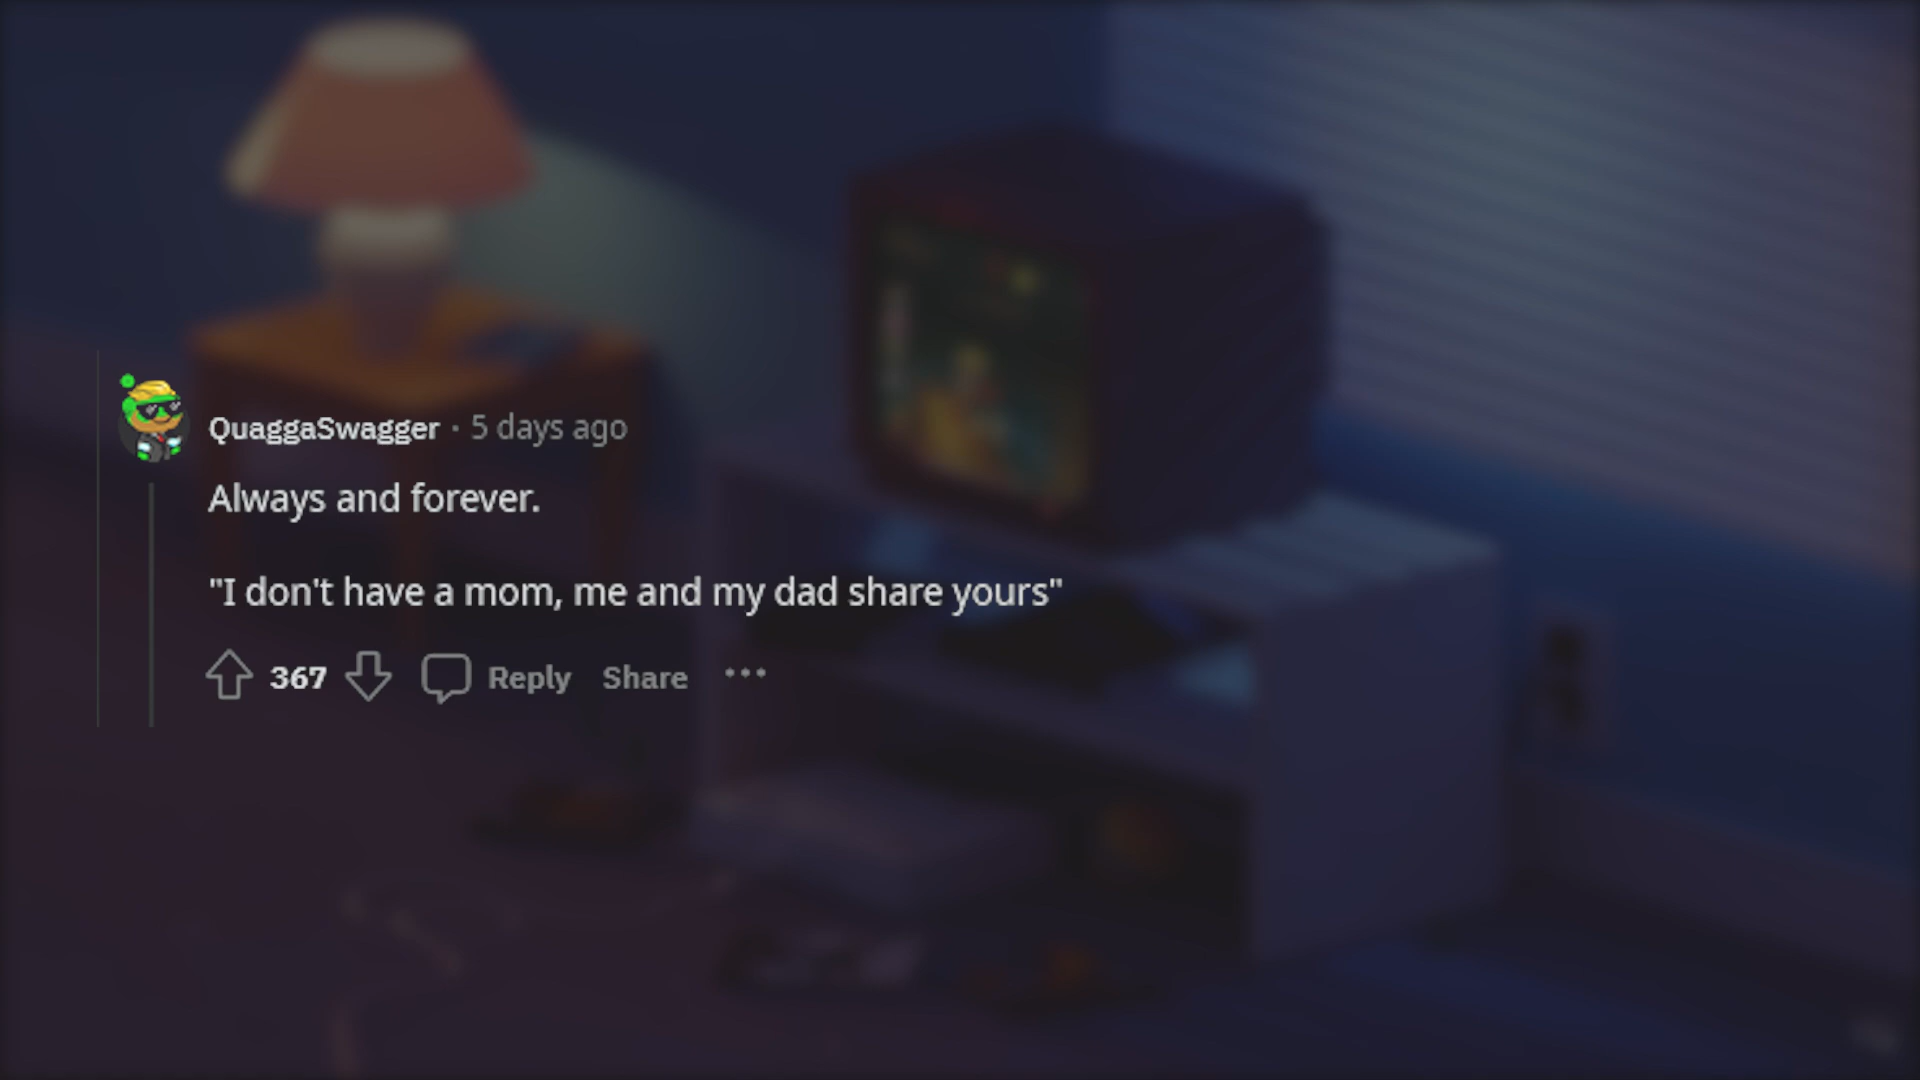 QuaggaSwagger · 5 days ago
Always and forever.
"I don't have a mom, me and my dad share yours"
367 Reply Share ···